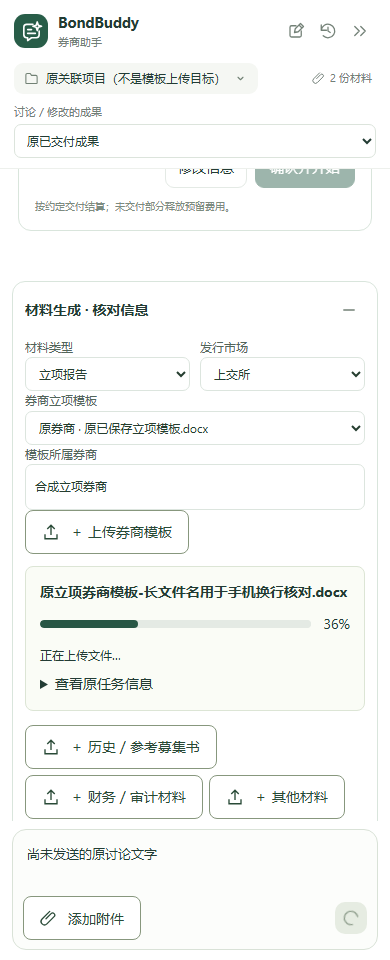 BondBuddy
券商助手
原关联项目（不是模板上传目标）
2 份材料
讨论 / 修改的成果
原已交付成果
修改信息
确认并开始
按约定交付结算；未交付部分释放预留费用。
材料生成 · 核对信息
材料类型
发行市场
立项报告
上交所
券商立项模板
原券商 · 原已保存立项模板.docx
模板所属券商
合成立项券商
+ 上传券商模板
原立项券商模板-长文件名用于手机换行核对.docx
36%
正在上传文件...
查看原任务信息
+ 历史 / 参考募集书
+ 财务 / 审计材料
+ 其他材料
尚未发送的原讨论文字
添加附件